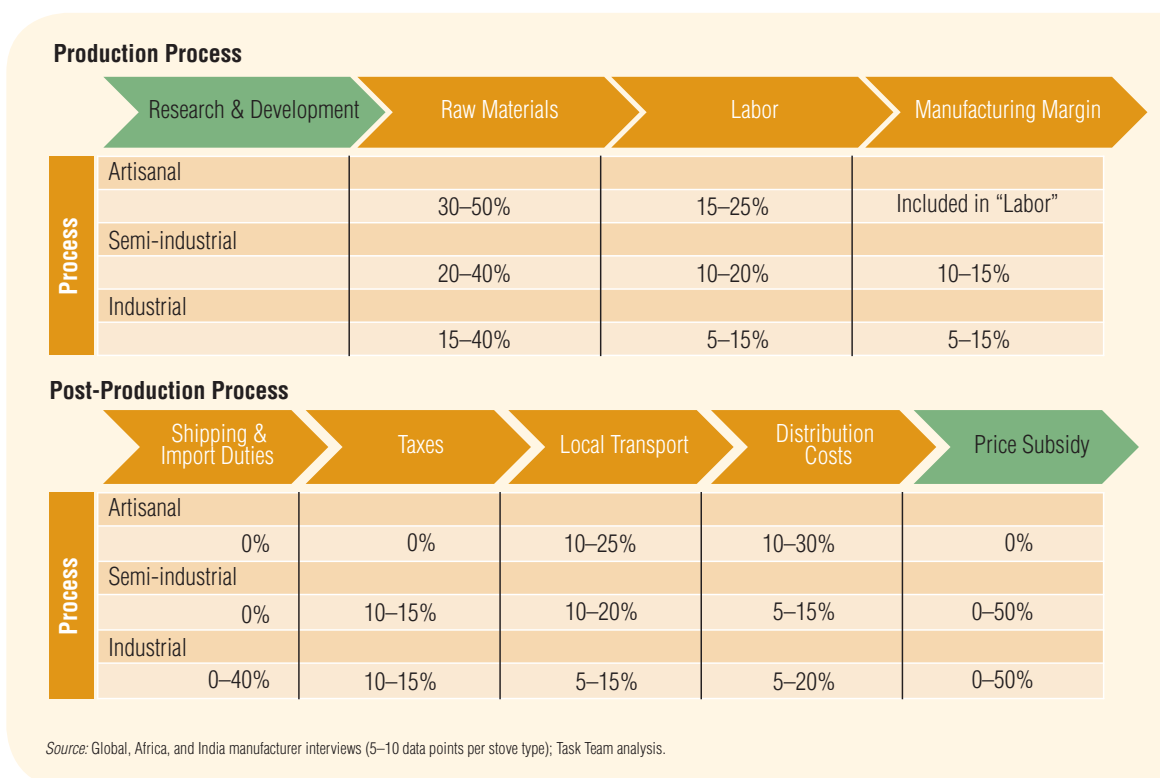 Production Process
Research & Development
Raw Materials
Labor
Manufacturing Margin
Process
Artisanal
30–50%
15–25%
Included in “Labor”
Semi-industrial
20–40%
10–20%
10–15%
Industrial
15–40%
5–15%
5–15%
Post-Production Process
Shipping &
Import Duties
Taxes
Local Transport
Distribution
Costs
Price Subsidy
Process
Artisanal
0%
0%
10–25%
10–30%
0%
Semi-industrial
0%
10–15%
10–20%
5–15%
0–50%
Industrial
0–40%
10–15%
5–15%
5–20%
0–50%
Source: Global, Africa, and India manufacturer interviews (5–10 data points per stove type); Task Team analysis.